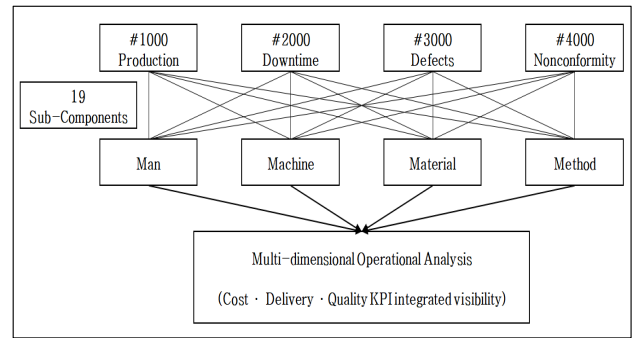 #1000
Production
#2000
Downtime
#3000
Defects
#4000
Nonconformity
19
Sub-Components
Man
Machine
Material
Method
Multi-dimensional Operational Analysis
(Cost · Delivery · Quality KPI integrated visibility)